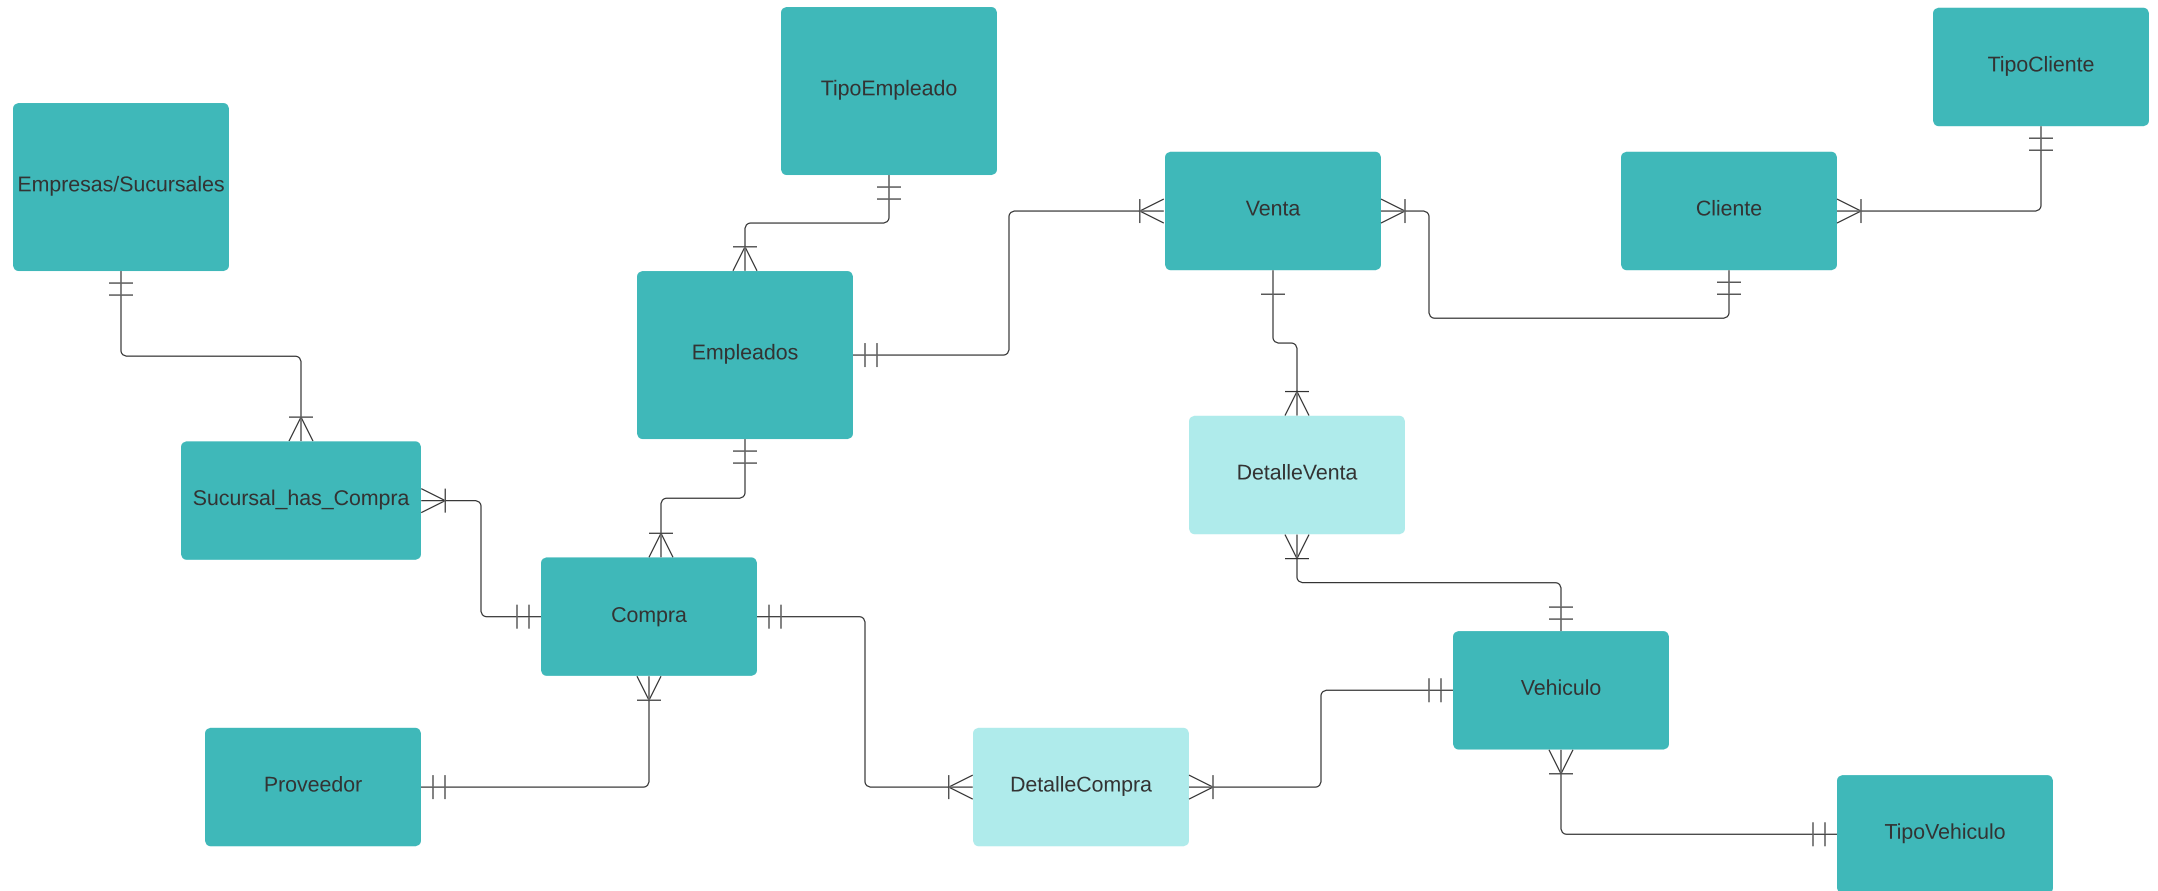 TipoCliente
TipoEmpleado
Empresas/Sucursales
Venta
Cliente
Empleados
DetalleVenta
Sucursal_has_Compra
Compra
Vehiculo
Proveedor
DetalleCompra
TipoVehiculo